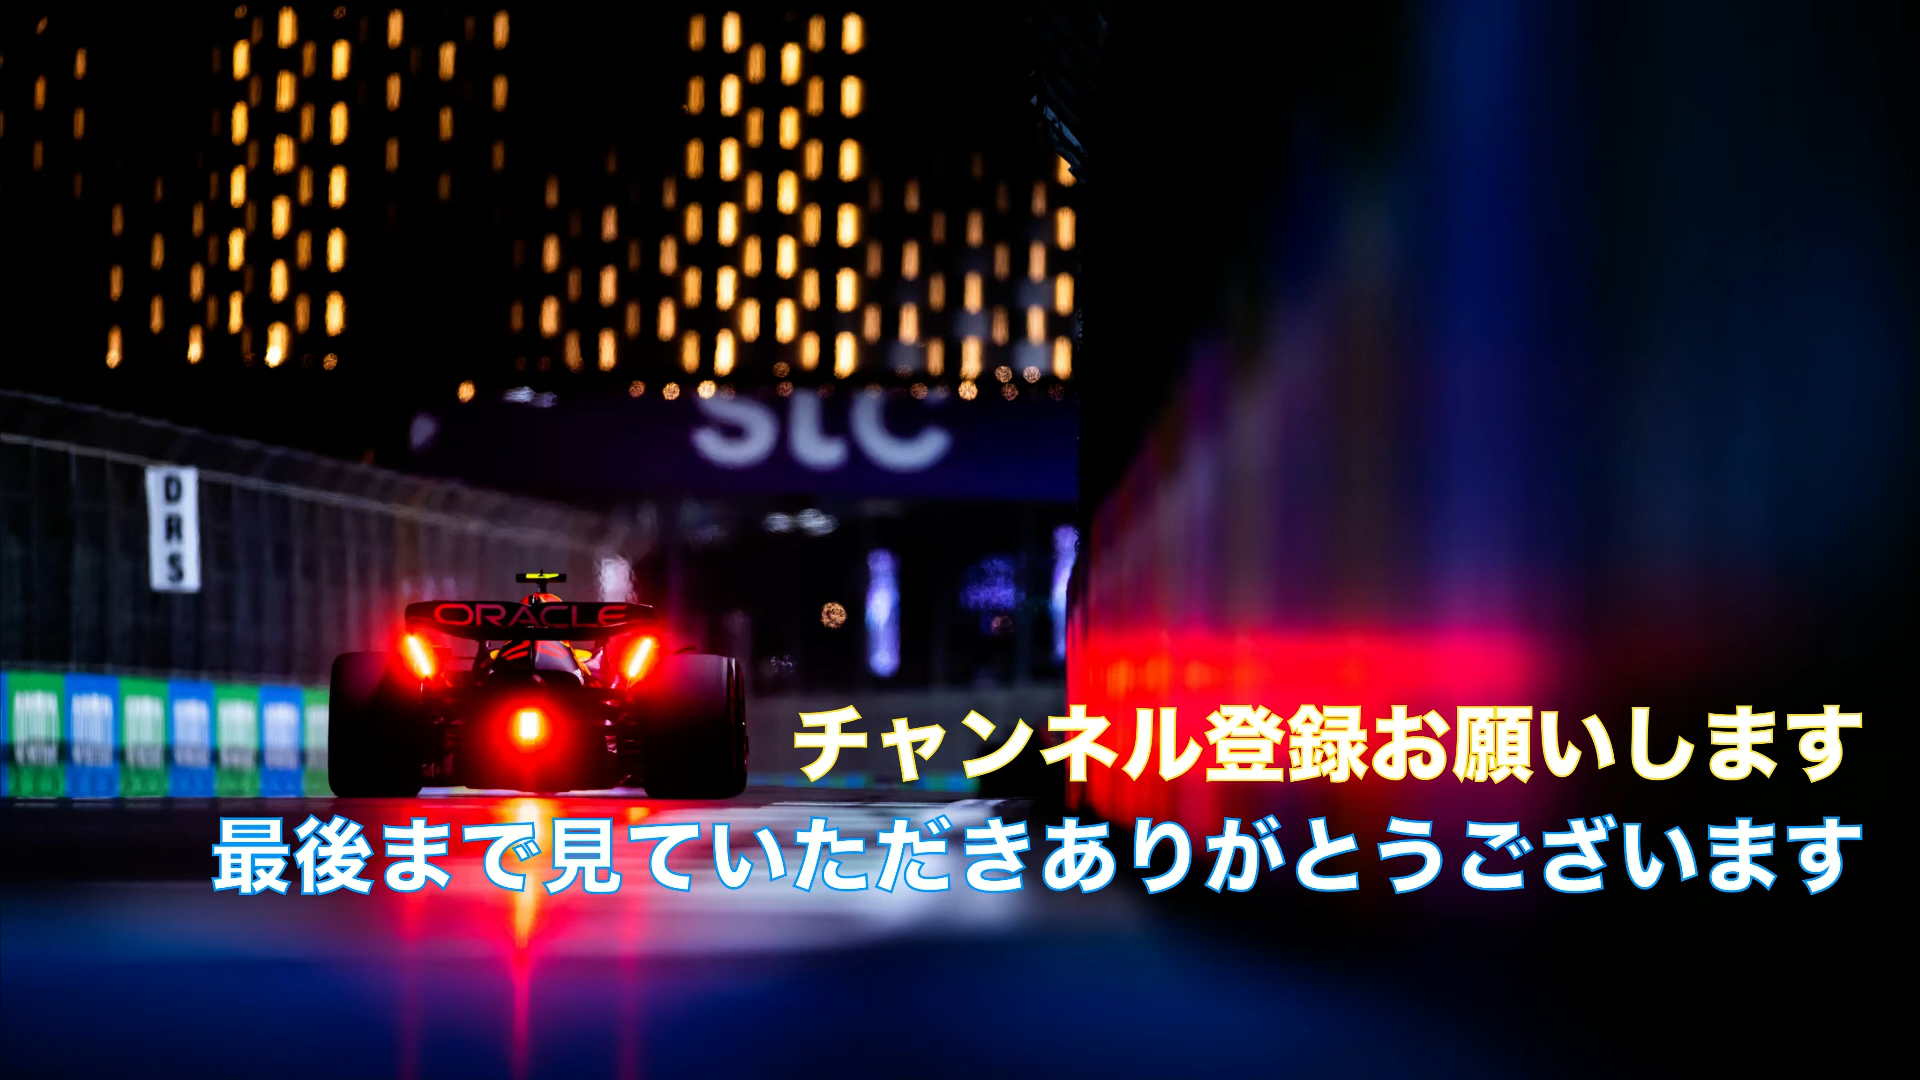 stc
DRS
ORACLE
チャンネル登録お願いします
最後まで見ていただきありがとうございます